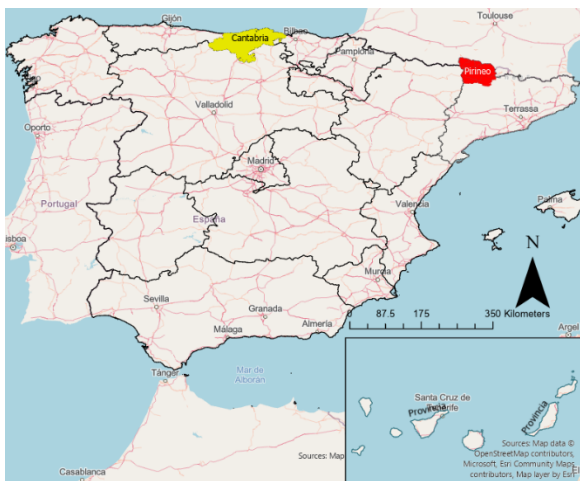 Toulouse
Gijón
Cantabria
Bilbao
Pamplona
Pirineo
Valladolid
Terrassa
Oporto
Madrid
Portugal
España
Valencia
Palma
Lisboa
N
Murcia
Sevilla
Granada
Málaga
Almería
0 87.5 175 350 Kilometers
Argel
Mar de
Alborán
Tánger
Santa Cruz de
Tenerife
Provincia
Provincia
Sources: Map
Sources: Map data ©
OpenStreetMap contributors,
Microsoft, Esri Community Maps
contributors, Map layer by Esri
Casablanca